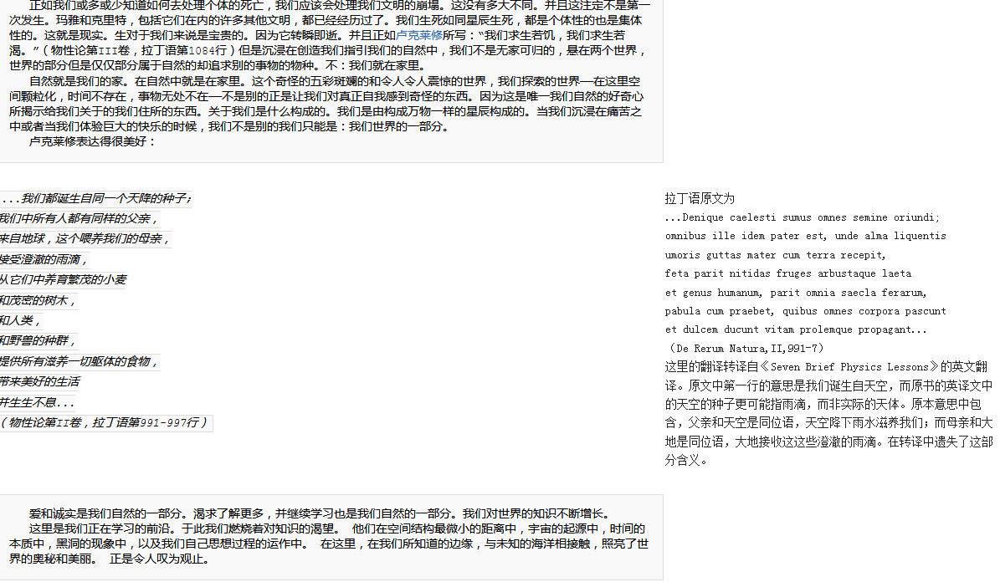 正如我们或多或少知道如何去处理个体的死亡，我们应该会处理我们文明的崩塌。这没有多大不同。并且这注定不是第一
次发生。玛雅和克里特，包括它们在内的许多其他文明，都已经经历过了。我们生死如同星辰生死，都是个体性的也是集体
性的。这就是现实。生对于我们来说是宝贵的。因为它转瞬即逝。并且正如卢克莱修所写："我们求生若饥，我们求生若
渴。"（物性论第III卷，拉丁语第1084行）但是沉浸在创造我们指引我们的自然中，我们不是无家可归的，悬在两个世界，
世界的部分但是仅仅部分属于自然的却追求别的事物的物种。不：我们就在家里。
自然就是我们的家。在自然中就是在家里。这个奇怪的五彩斑斓的和令人令人震惊的世界，我们探索的世界——在这里空
间颗粒化，时间不存在，事物无处不在——不是别的正是让我们对真正自我感到奇怪的东西。因为这是唯一我们自然的好奇心
所揭示给我们关于的我们住所的东西。关于我们是什么构成的。我们是由构成万物一样的星辰构成的。当我们沉浸在痛苦之
中或者当我们体验巨大的快乐的时候，我们不是别的我们只能是：我们世界的一部分。
卢克莱修表达得很美好：
...我们都诞生自同一个天降的种子；
我们中所有人都有同样的父亲，
来自地球，这个喂养我们的母亲，
接受澄澈的雨滴，
从它们中养育繁茂的小麦
和茂密的树木，
和人类，
和野兽的种群，
提供所有滋养一切躯体的食物，
带来美好的生活
并生生不息...
（物性论第II卷，拉丁语第991-997行）
拉丁语原文为
...Denique caelesti sumus omnes semine oriundi;
omnibus ille idem pater est, unde alma liquentis
umoris guttas mater cum terra recepit,
feta parit nitidas fruges arbustaque laeta
et genus humanum, parit omnia saecla ferarum,
pabula cum praebet, quibus omnes corpora pascunt
et dulcem ducunt vitam prolemque propagant...
（De Rerum Natura,II,991-7）
这里的翻译转译自《Seven Brief Physics Lessons》的英文翻
译。原文中第一行的意思是我们诞生自天空，而原书的英译文中
的天空的种子更可能指雨滴，而非实际的天体。原本意思中包
含，父亲和天空是同位语，天空降下雨水滋养我们；而母亲和大
地是同位语，大地接收这这些澄澈的雨滴。在转译中遗失了这部
分含义。
爱和诚实是我们自然的一部分。渴求了解更多，并继续学习也是我们自然的一部分。我们对世界的知识不断增长。
这里是我们正在学习的前沿。于此我们燃烧着对知识的渴望。 他们在空间结构最微小的距离中，宇宙的起源中，时间的
本质中，黑洞的现象中，以及我们自己思想过程的运作中。 在这里，在我们所知道的边缘，与未知的海洋相接触，照亮了世
界的奥秘和美丽。 正是令人叹为观止。